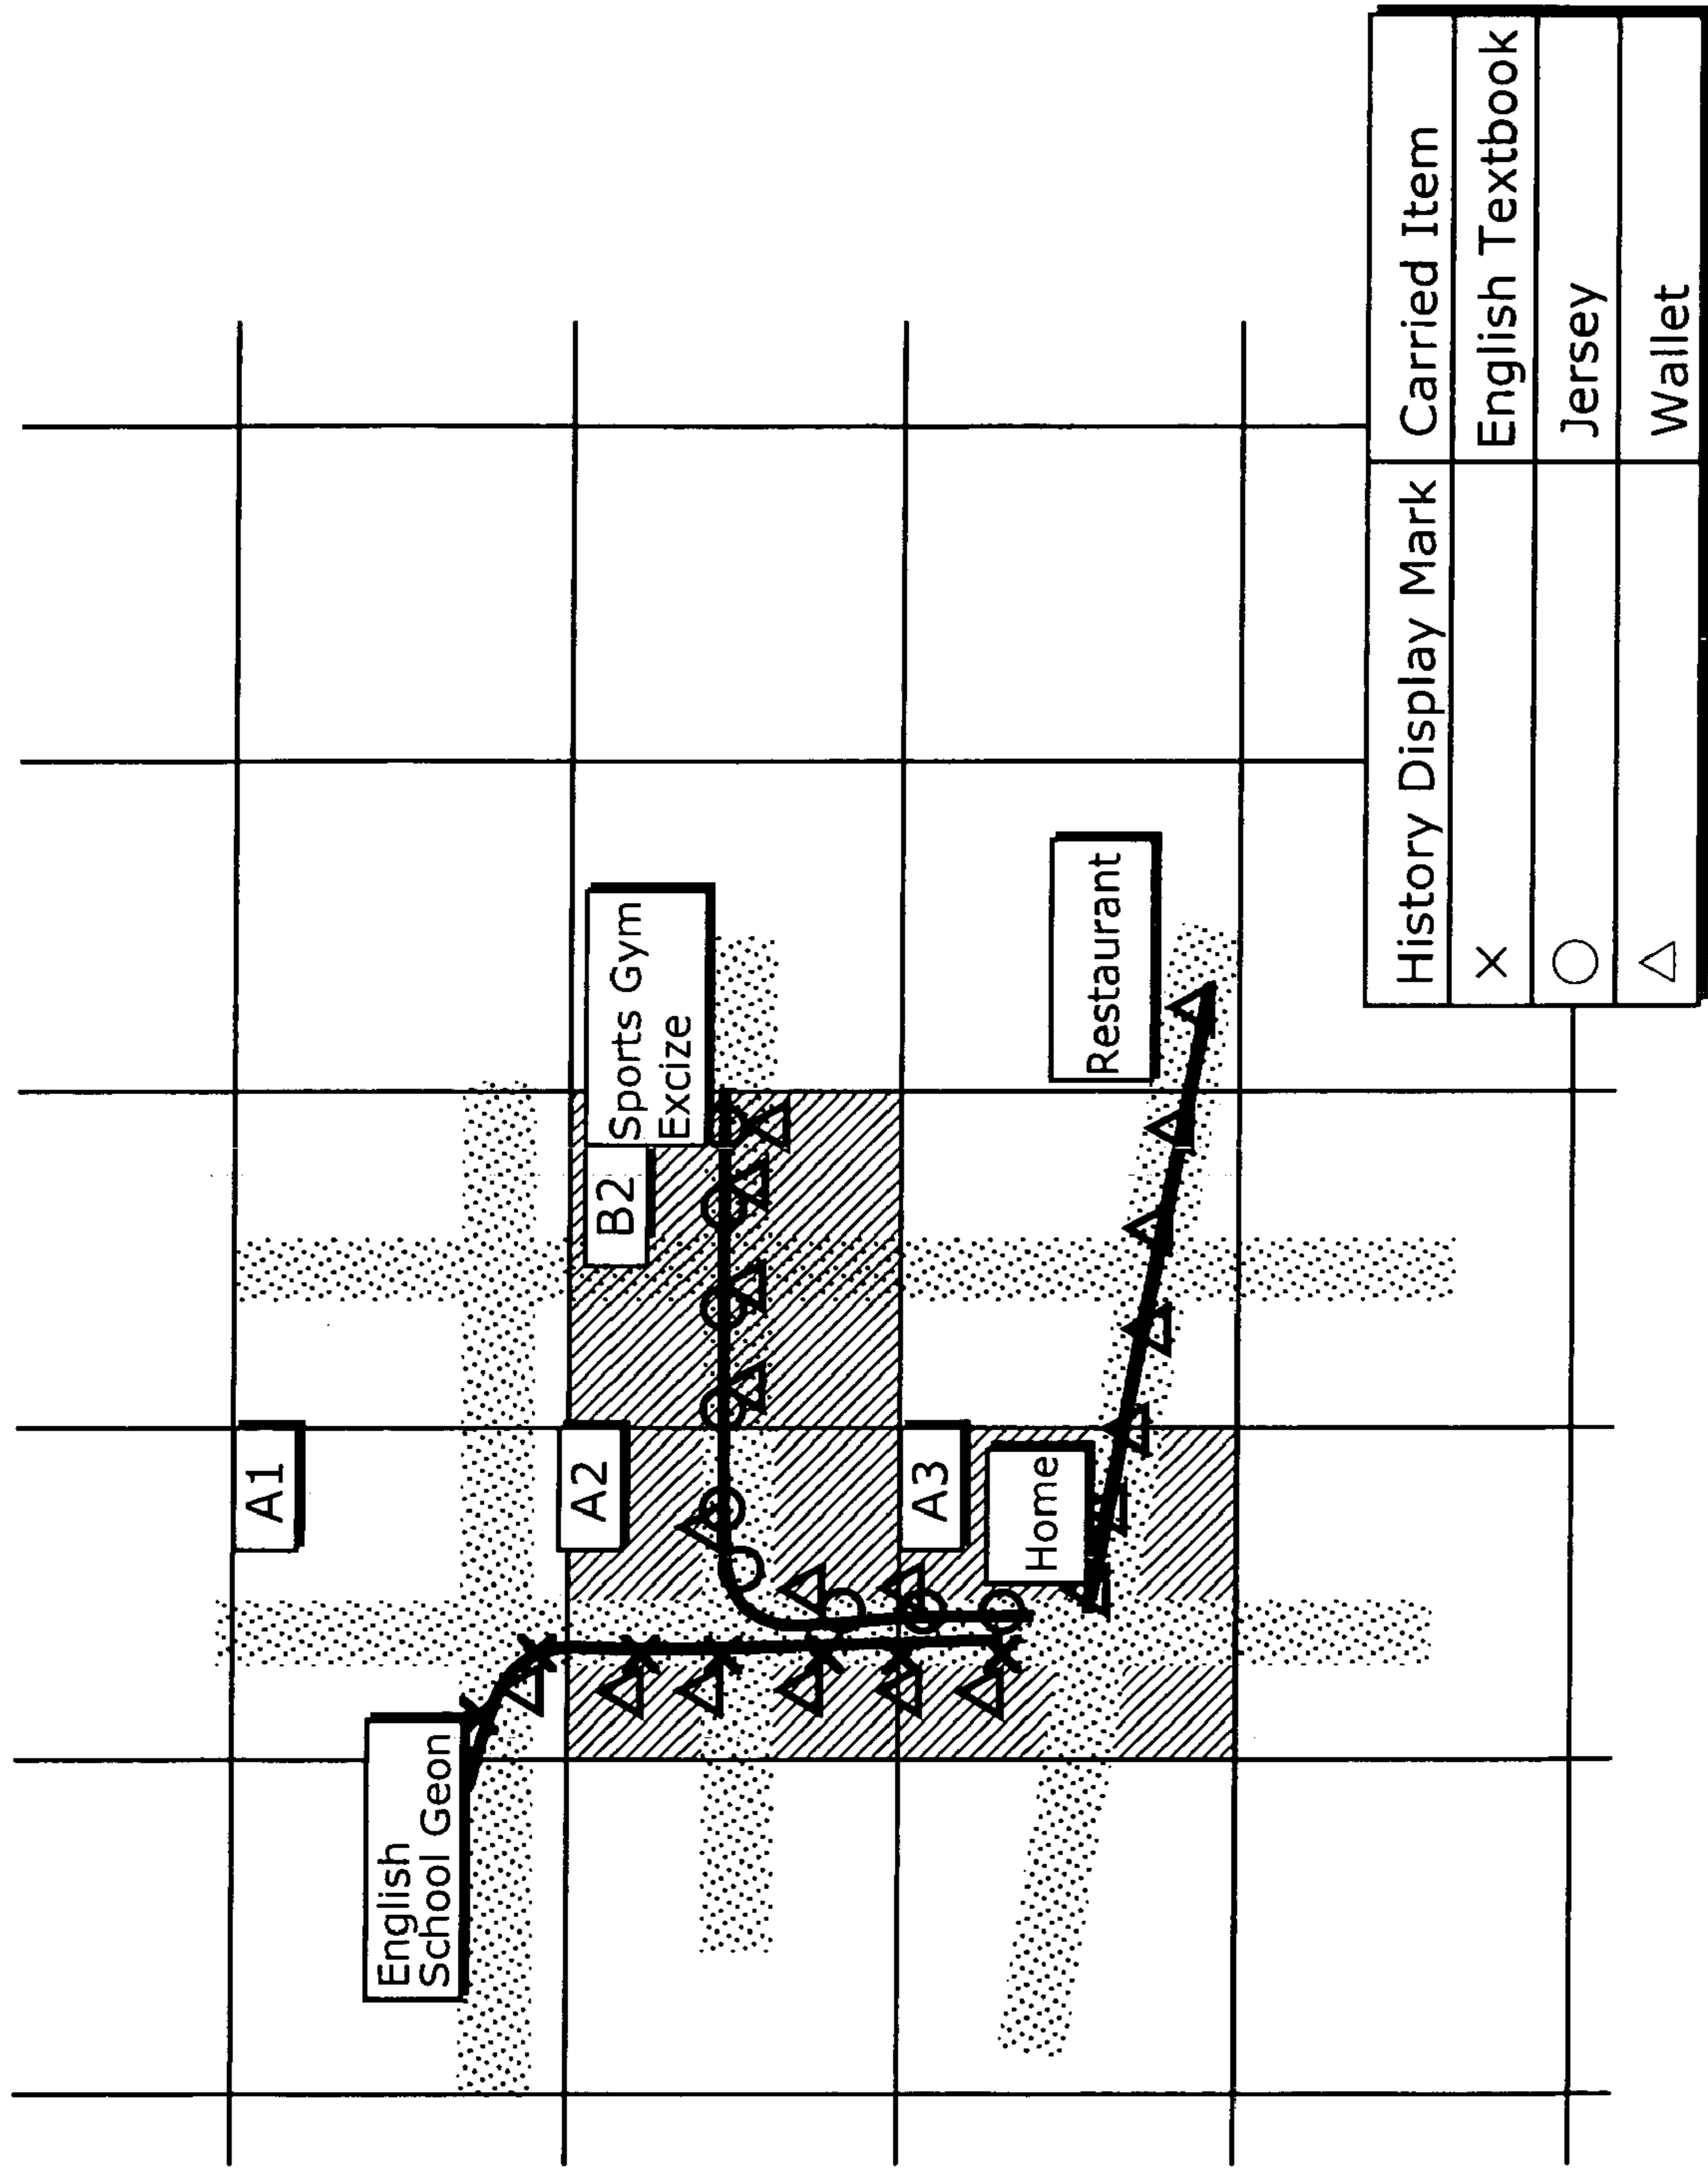 English
School Geon
A1
A2
B2
Sports Gym
Excize
A3
Home
Restaurant
History Display Mark Carried Item
× English Textbook
○ Jersey
△ Wallet